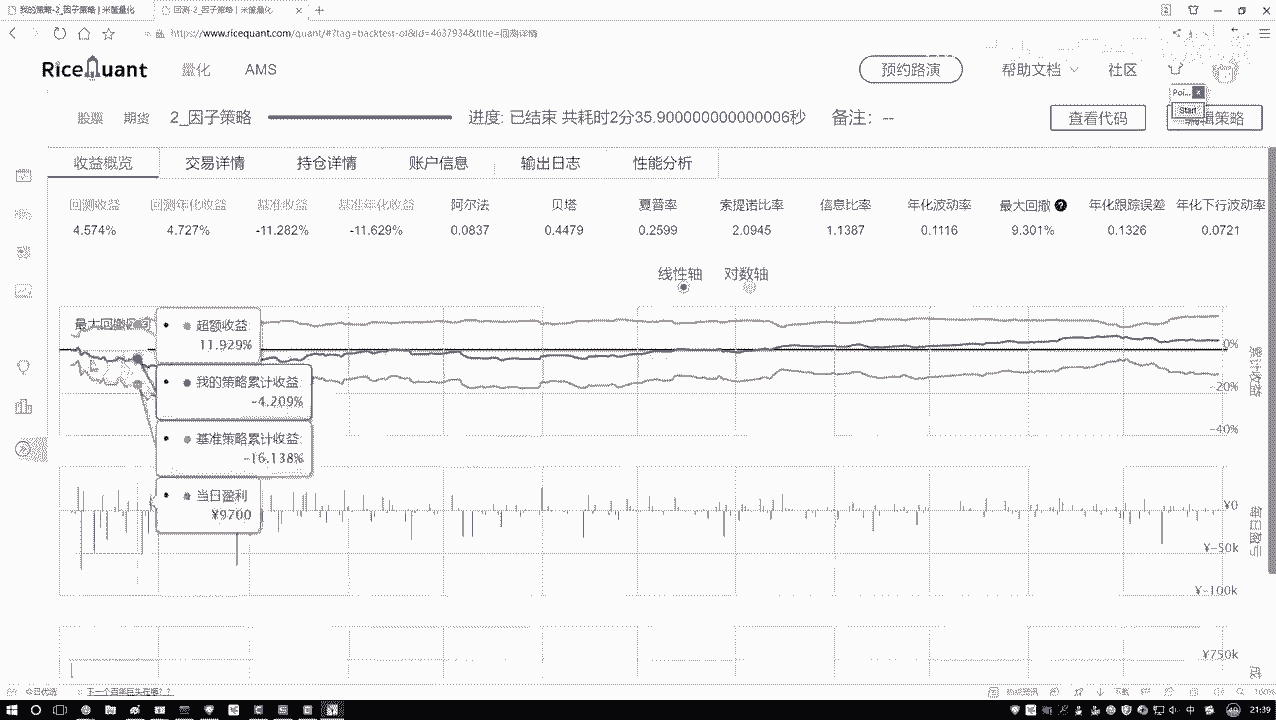 我的策略-2_因子策略 | 米筐量化
回测-2_因子策略 | 米筐量化
https://www.ricequant.com/quant/#?tag=backtest-of&id=4637934&title=回测详情
RiceQuant
量化
AMS
预约路演
帮助文档
社区
Poi...
Start
股票
期货
2_因子策略
进度: 已结束 共耗时2分35.900000000000006秒
备注: --
查看代码
编辑策略
收益概览
交易详情
持仓详情
账户信息
输出日志
性能分析
回测收益
回测年化收益
基准收益
基准年化收益
阿尔法
贝塔
夏普率
索提诺比率
信息比率
年化波动率
最大回撤
年化跟踪误差
年化下行波动率
4.574%
4.727%
-11.282%
-11.629%
0.0837
0.4479
0.2599
2.0945
1.1387
0.1116
9.301%
0.1326
0.0721
线性轴
对数轴
最大回撤区间
超额收益
11.929%
我的策略累计收益:
-4.209%
基准策略累计收益:
-16.138%
当日盈利
¥9700
0%
-20%
-40%
累计收益
¥0
¥-50k
¥-100k
每日盈亏
¥750k
今日优选
100%
中
21:39